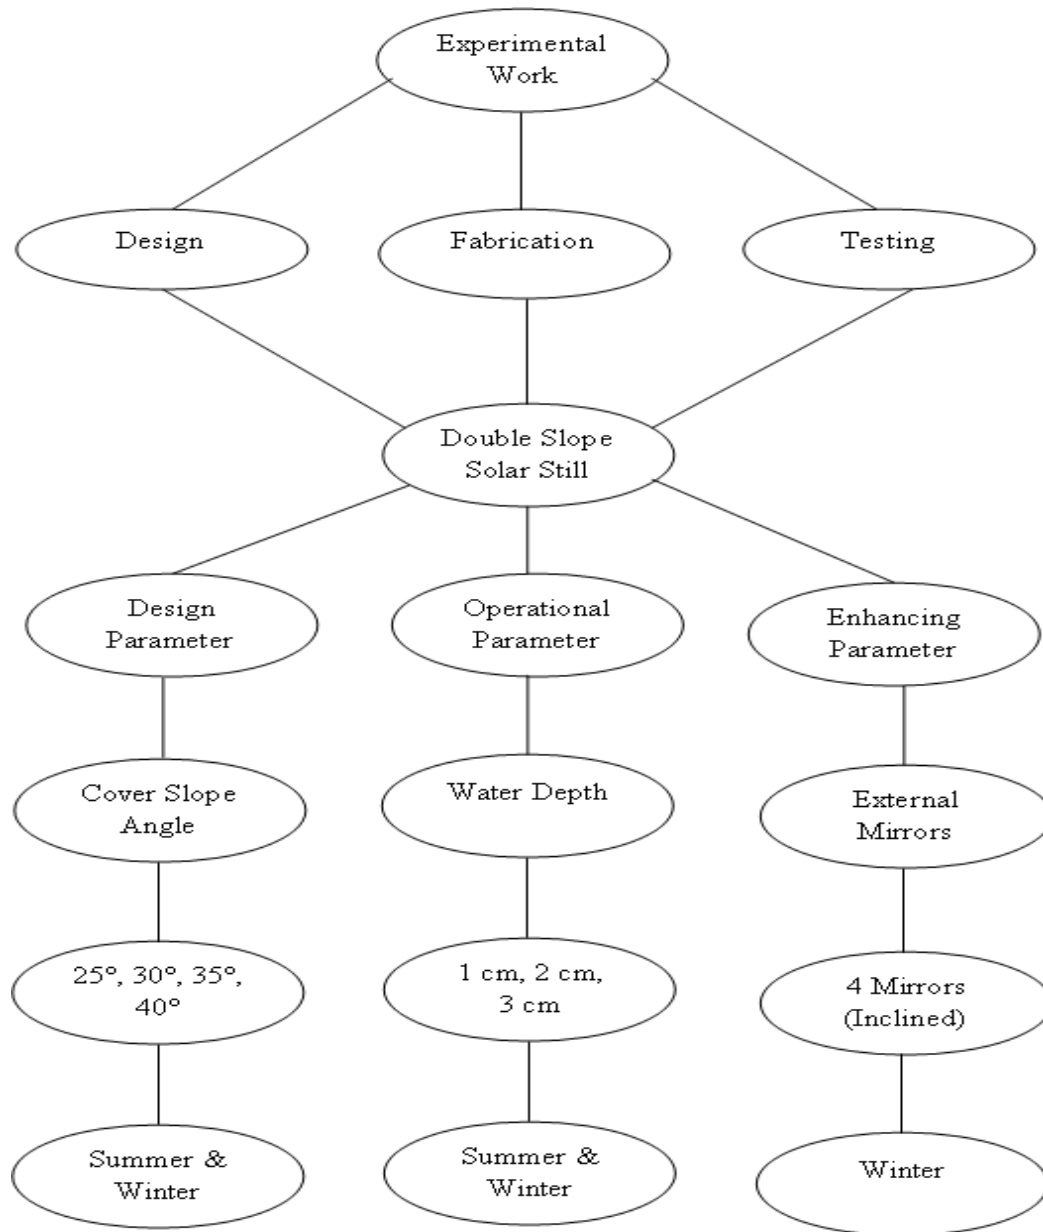 Experimental
Work
Design
Fabrication
Testing
Double Slope
Solar Still
Design
Parameter
Operational
Parameter
Enhancing
Parameter
Cover Slope
Angle
Water Depth
External
Mirrors
25°, 30°, 35°,
40°
1 cm, 2 cm,
3 cm
4 Mirrors
(Inclined)
Summer &
Winter
Summer &
Winter
Winter